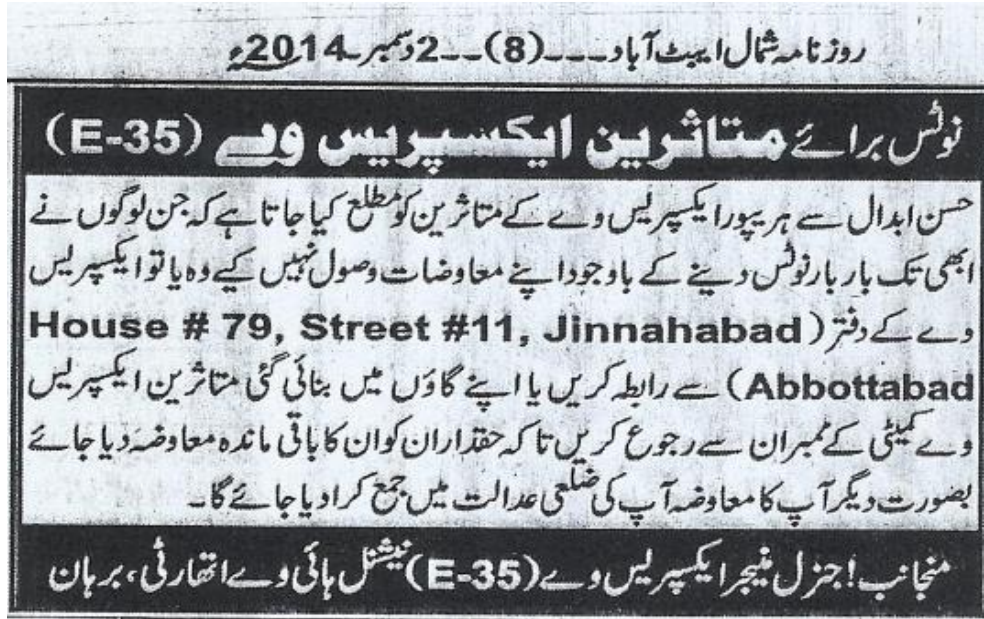 روزنامہ شمال ایبٹ آباد۔۔۔(8)۔۔2 دسمبر۔2014ء
نوٹس برائے متاثرین ایکسپریس وے (E-35)
حسن ابدال سے ہریپور ایکسپریس وے کے متاثرین کو مطلع کیا جاتا ہے کہ جن لوگوں نے
ابھی تک بار بار نوٹس دینے کے باوجود اپنے معاوضات وصول نہیں کیے وہ یا تو ایکسپریس
وے کے دفتر (House # 79, Street #11, Jinnahabad
Abbottabad) سے رابطہ کریں یا اپنے گاؤں میں بنائی گئی متاثرین ایکسپریس
وے کمیٹی کے ممبران سے رجوع کریں تاکہ حقداران کو ان کا باقی ماندہ معاوضہ دیا جائے
بصورت دیگر آپ کا معاوضہ آپ کی ضلعی عدالت میں جمع کرا دیا جائے گا۔
منجانب! جنرل منیجر ایکسپریس وے (E-35) نیشنل ہائی وے اتھارٹی، برہان